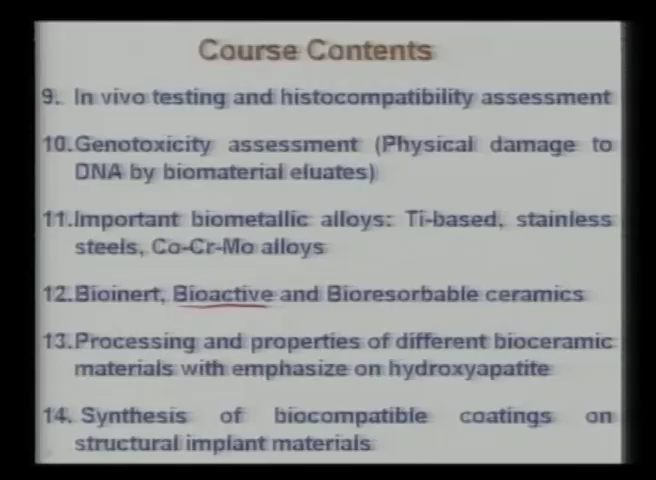 Course Contents
9. In vivo testing and histocompatibility assessment
10.Genotoxicity assessment (Physical damage to
DNA by biomaterial eluates)
11.Important biometallic alloys: Ti-based, stainless
steels, Co-Cr-Mo alloys
12.Bioinert, Bioactive and Bioresorbable ceramics
13.Processing and properties of different bioceramic
materials with emphasize on hydroxyapatite
14. Synthesis of biocompatible coatings on
structural implant materials